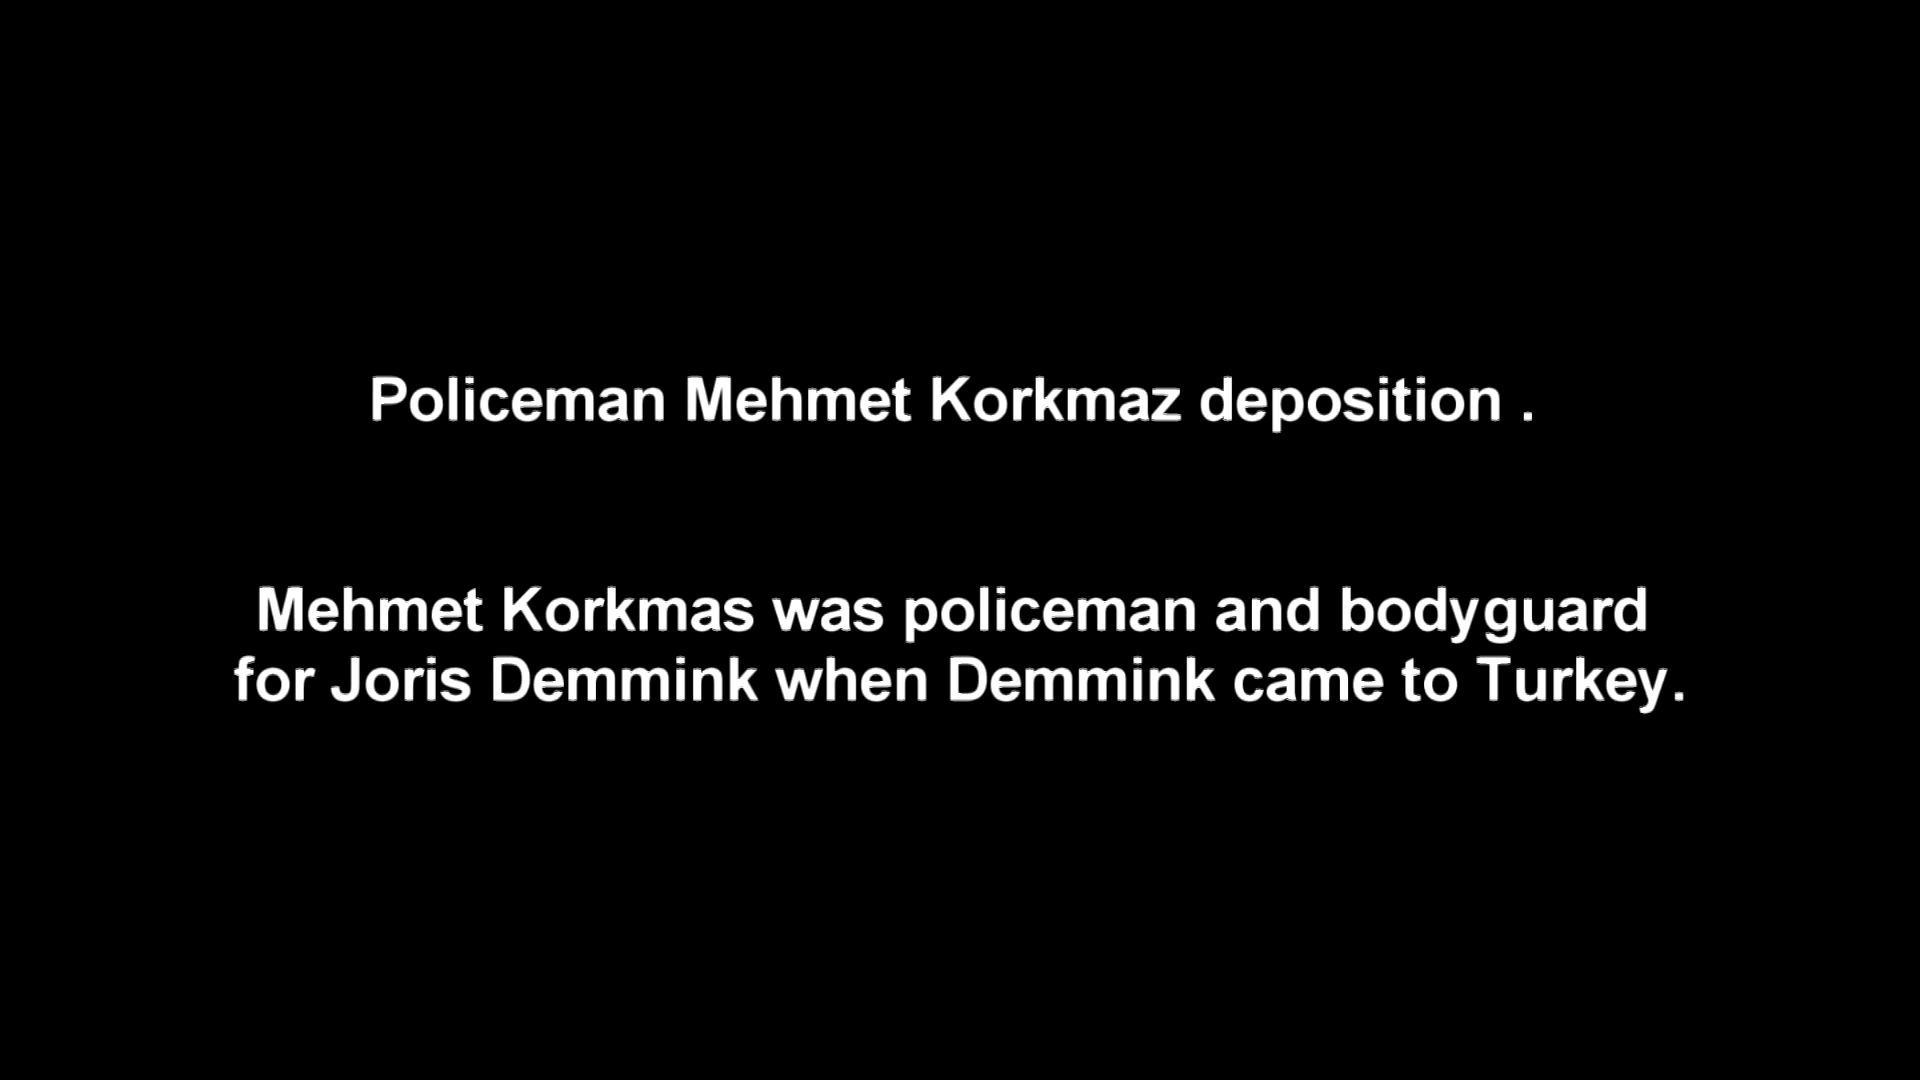 Policeman Mehmet Korkmaz deposition .
Mehmet Korkmas was policeman and bodyguard
for Joris Demmink when Demmink came to Turkey.